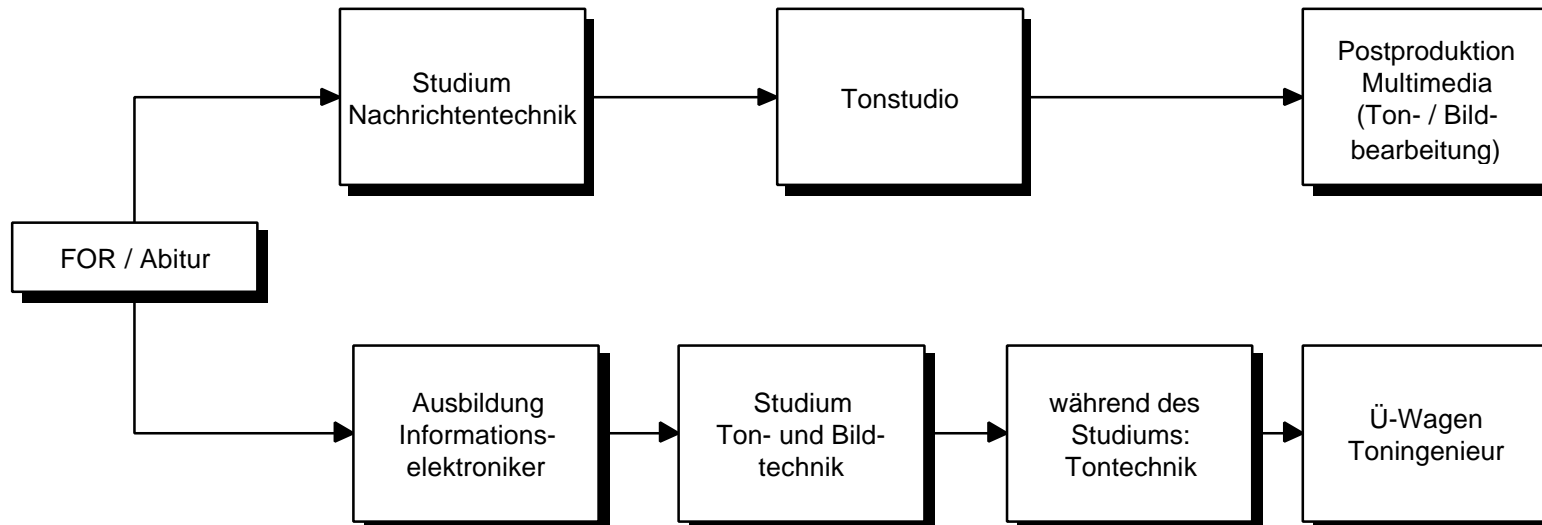 Studium
Nachrichtentechnik
Tonstudio
Postproduktion
Multimedia
(Ton- / Bild-
bearbeitung)
FOR / Abitur
Ausbildung
Informations-
elektroniker
Studium
Ton- und Bild-
technik
während des
Studiums:
Tontechnik
Ü-Wagen
Toningenieur